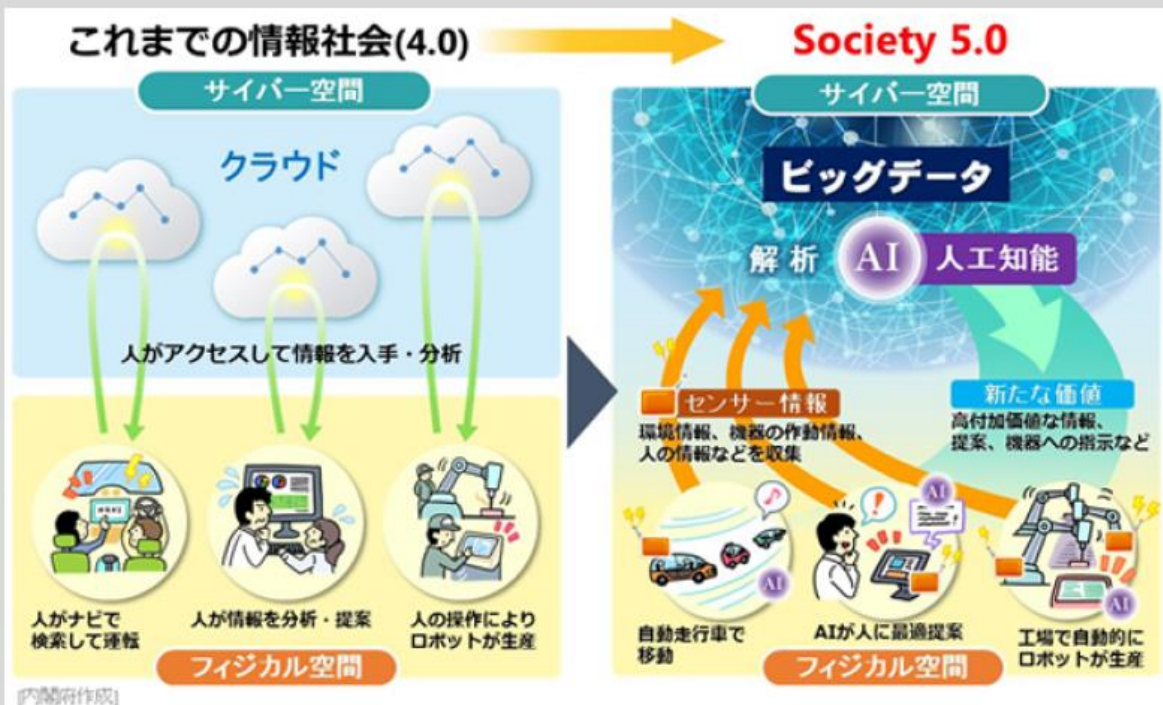 これまでの情報社会(4.0)
Society 5.0
サイバー空間
クラウド
人がアクセスして情報を入手・分析
人がナビで
検索して運転
人が情報を分析・提案
人の操作により
ロボットが生産
フィジカル空間
[内閣府作成]
サイバー空間
ビッグデータ
解析 AI 人工知能
センサー情報
環境情報、機器の作動情報、
人の情報などを収集
新たな価値
高付加価値な情報、
提案、機器への指示など
AI
AI
AI
自動走行車で
移動
AIが人に最適提案
工場で自動的に
ロボットが生産
フィジカル空間